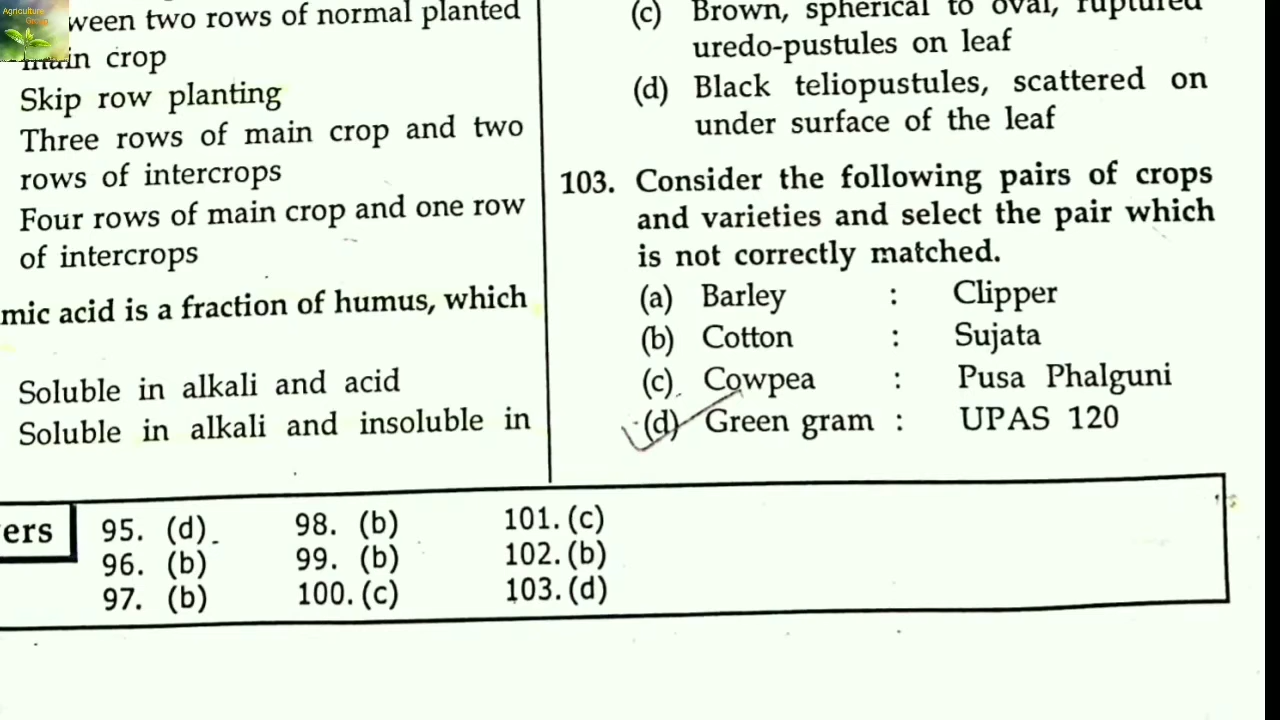 Agriculture
Group
ween two rows of normal planted
main crop
Skip row planting
Three rows of main crop and two
rows of intercrops
Four rows of main crop and one row
of intercrops
mic acid is a fraction of humus, which
Soluble in alkali and acid
Soluble in alkali and insoluble in
(c) Brown, spherical to oval, ruptured
uredo-pustules on leaf
(d) Black teliopustules, scattered on
under surface of the leaf
103. Consider the following pairs of crops
and varieties and select the pair which
is not correctly matched.
(a) Barley : Clipper
(b) Cotton : Sujata
(c) Cowpea : Pusa Phalguni
(d) Green gram : UPAS 120
ers 95. (d) 98. (b) 101. (c)
96. (b) 99. (b) 102. (b)
97. (b) 100. (c) 103. (d)